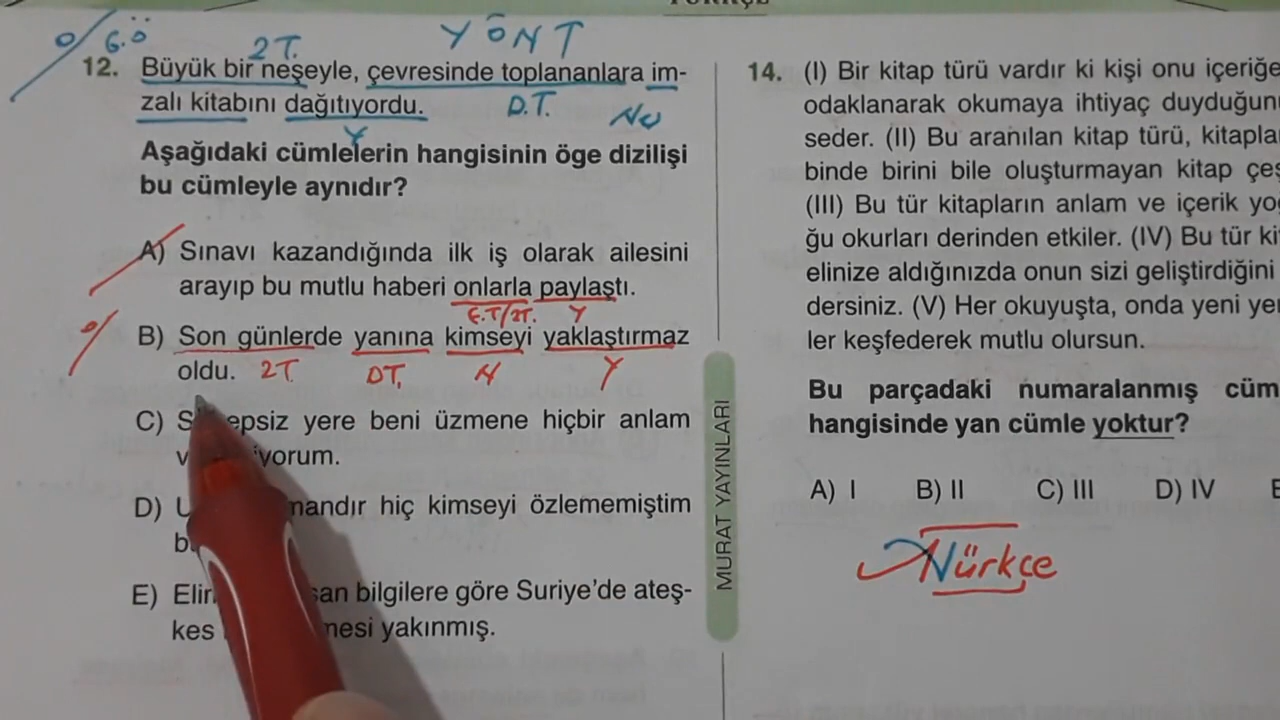 TÜRKÇE
G.Ö
2T.
YÖNT
12. Büyük bir neşeyle, çevresinde toplananlara im-
zalı kitabını dağıtıyordu.
D.T.
Y
Aşağıdaki cümlelerin hangisinin öge dizilişi
bu cümleyle aynıdır?
A) Sınavı kazandığında ilk iş olarak ailesini
arayıp bu mutlu haberi onlarla paylaştı.
E.T/2T. Y
B) Son günlerde yanına kimseyi yaklaştırmaz
oldu. 2T. DT. N Y
C) epsiz yere beni üzmene hiçbir anlam
yorum.
D) mandır hiç kimseyi özlememiştim
E) Elin san bilgilere göre Suriye'de ateş-
kes mesi yakınmış.
MURAT YAYINLARI
14. (I) Bir kitap türü vardır ki kişi onu içeriğe
odaklanarak okumaya ihtiyaç duyduğun
seder. (II) Bu aranılan kitap türü, kitapla
binde birini bile oluşturmayan kitap çeş
(III) Bu tür kitapların anlam ve içerik yo
ğu okurları derinden etkiler. (IV) Bu tür ki
elinize aldığınızda onun sizi geliştirdiğini
dersiniz. (V) Her okuyuşta, onda yeni ye
ler keşfederek mutlu olursun.
Bu parçadaki numaralanmış cüm
hangisinde yan cümle yoktur?
A) I B) II C) III D) IV E
Nürkçe